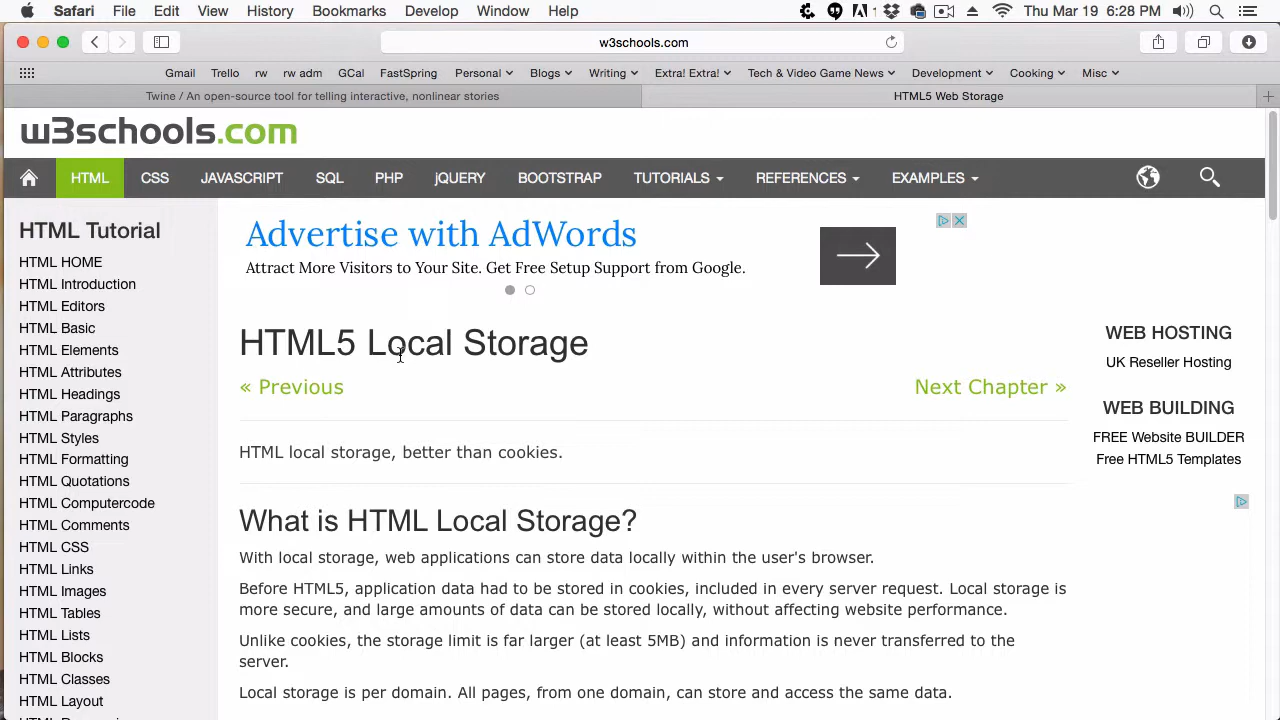 Safari File Edit View History Bookmarks Develop Window Help 1 Thu Mar 19 6:28 PM
w3schools.com
Gmail Trello rw rw adm GCal FastSpring Personal Blogs Writing Extra! Extra! Tech & Video Game News Development Cooking Misc
Twine / An open-source tool for telling interactive, nonlinear stories HTML5 Web Storage
w3schools.com
HTML CSS JAVASCRIPT SQL PHP jQUERY BOOTSTRAP TUTORIALS REFERENCES EXAMPLES
HTML Tutorial
HTML HOME
HTML Introduction
HTML Editors
HTML Basic
HTML Elements
HTML Attributes
HTML Headings
HTML Paragraphs
HTML Styles
HTML Formatting
HTML Quotations
HTML Computercode
HTML Comments
HTML CSS
HTML Links
HTML Images
HTML Tables
HTML Lists
HTML Blocks
HTML Classes
HTML Layout
Advertise with AdWords
Attract More Visitors to Your Site. Get Free Setup Support from Google.
HTML5 Local Storage
« Previous Next Chapter »
HTML local storage, better than cookies.
What is HTML Local Storage?
With local storage, web applications can store data locally within the user's browser.
Before HTML5, application data had to be stored in cookies, included in every server request. Local storage is
more secure, and large amounts of data can be stored locally, without affecting website performance.
Unlike cookies, the storage limit is far larger (at least 5MB) and information is never transferred to the
server.
Local storage is per domain. All pages, from one domain, can store and access the same data.
WEB HOSTING
UK Reseller Hosting
WEB BUILDING
FREE Website BUILDER
Free HTML5 Templates